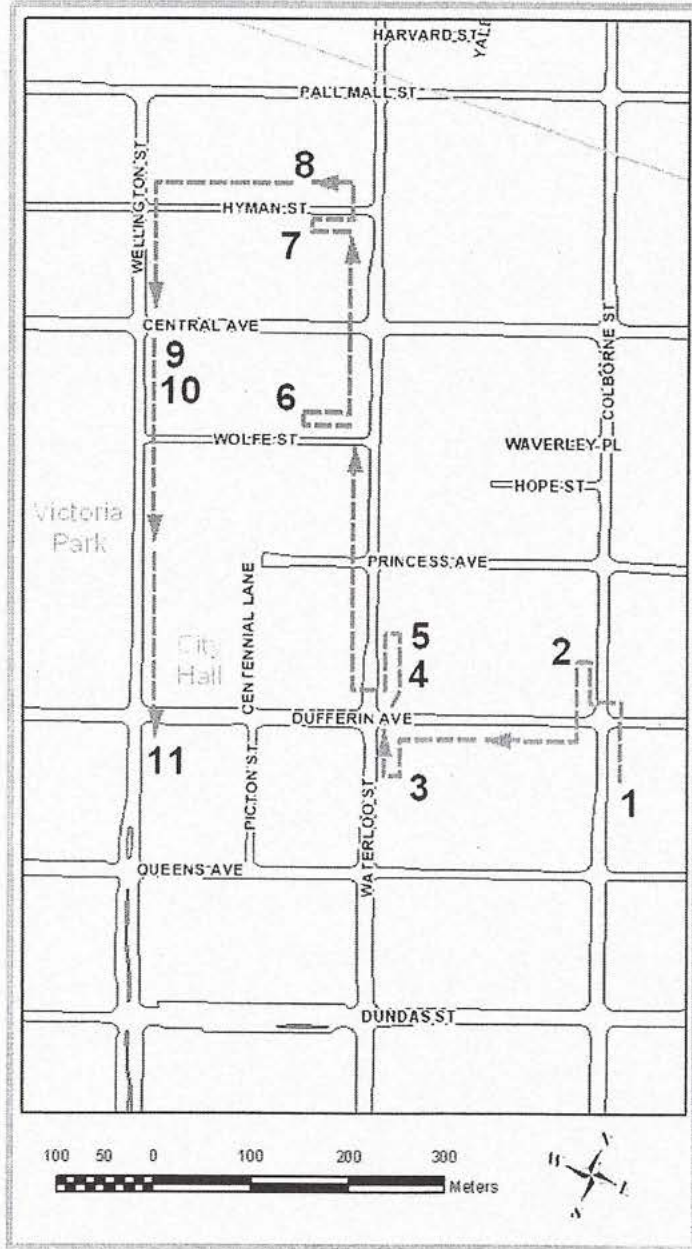 HARVARD ST
YALE
PALL MALL ST
8
HYMAN ST
WELLINGTON ST
7
CENTRAL AVE
COLBORNE ST
9
10
6
WOLFE ST
WAVERLEY PL
HOPE ST
Victoria
Park
PRINCESS AVE
CENTENNIAL LANE
City
Hall
5
4
2
DUFFERIN AVE
11
PICTON ST
WATERLOO ST
3
1
QUEENS AVE
DUNDAS ST
100 50 0 100 200 300
Meters
N
W E
S